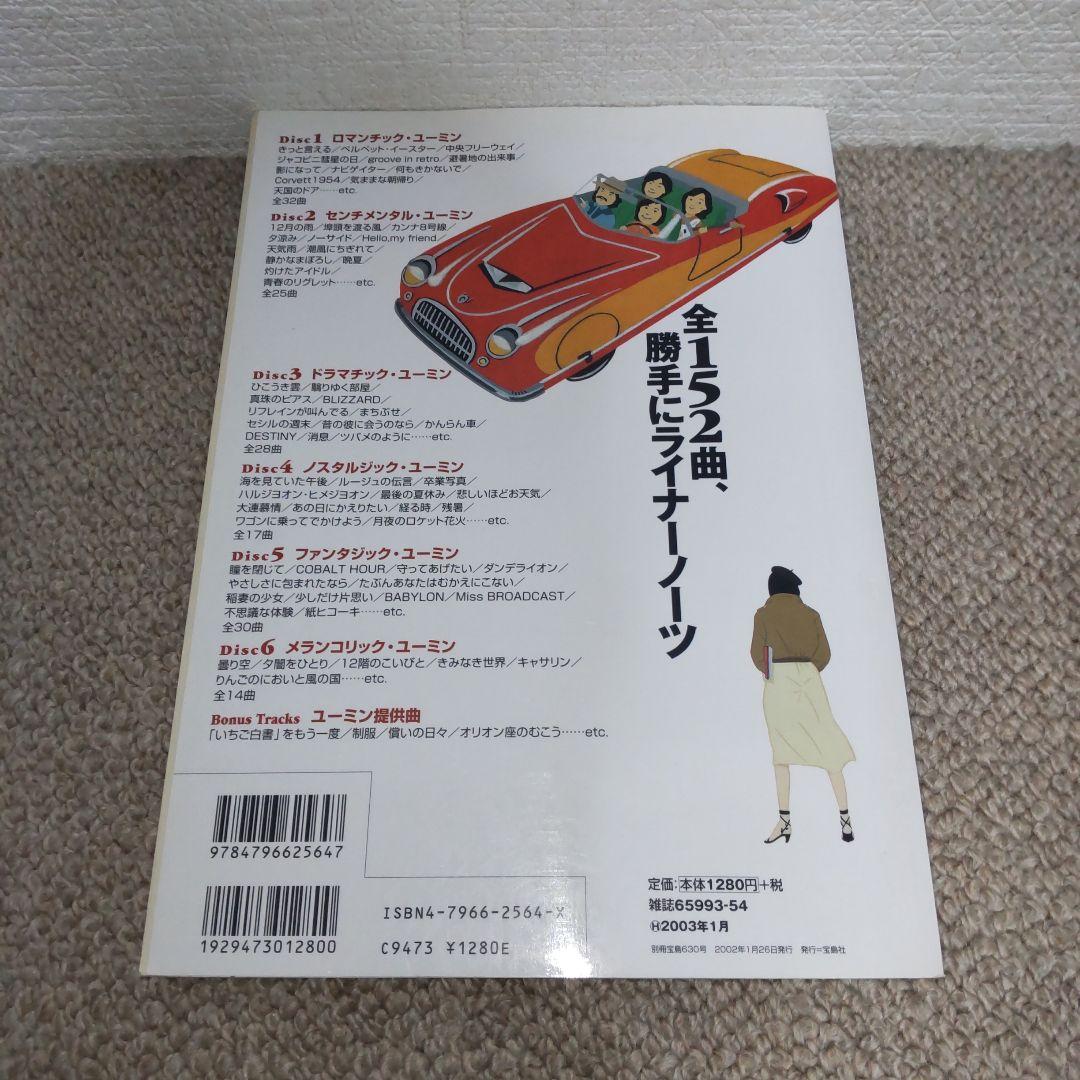 Disc1 ロマンチック・ユーミン
きっと言える／ベルベット・イースター／中央フリーウェイ／
ジャコビニ彗星の日／groove in retro／避暑地の出来事／
影になって／ナビゲイター／何もきかないで／
Corvett 1954／気ままな朝帰り／
天国のドア……etc.
全32曲
Disc2 センチメンタル・ユーミン
12月の雨／埠頭を渡る風／カンナ8号線／
夕涼み／ノーサイド／Hello,my friend／
天気雨／潮風にちぎれて／
静かなまぼろし／晩夏／
灼けたアイドル／
青春のリグレット……etc.
全25曲
Disc3 ドラマチック・ユーミン
ひこうき雲／翳りゆく部屋／
真珠のピアス／BLIZZARD／
リフレインが叫んでる／まちぶせ／
セシルの週末／昔の彼に会うのなら／かんらん車／
DESTINY／消息／ツバメのように……etc.
全28曲
Disc4 ノスタルジック・ユーミン
海を見ていた午後／ルージュの伝言／卒業写真／
ハルジョオン・ヒメジョオン／最後の夏休み／悲しいほどお天気／
大連慕情／あの日にかえりたい／経る時／残暑／
ワゴンに乗ってでかけよう／月夜のロケット花火……etc.
全17曲
Disc5 ファンタジック・ユーミン
瞳を閉じて／COBALT HOUR／守ってあげたい／ダンデライオン／
やさしさに包まれたなら／たぶんあなたはむかえにこない／
稲妻の少女／少しだけ片思い／BABYLON／Miss BROADCAST／
不思議な体験／紙ヒコーキ……etc.
全30曲
Disc6 メランコリック・ユーミン
曇り空／夕闇をひとり／12階のこいびと／きみなき世界／キャサリン／
りんごのにおいと風の国……etc.
全14曲
Bonus Tracks ユーミン提供曲
「いちご白書」をもう一度／制服／償いの日々／オリオン座のむこう……etc.
全152曲、
勝手にライナーノーツ
9784796625647
1929473012800
ISBN4-7966-2564-X
C9473 ¥1280E
定価：本体1280円＋税
雑誌65993-54
Ⓗ2003年1月
別冊宝島630号 2002年1月26日発行 発行＝宝島社